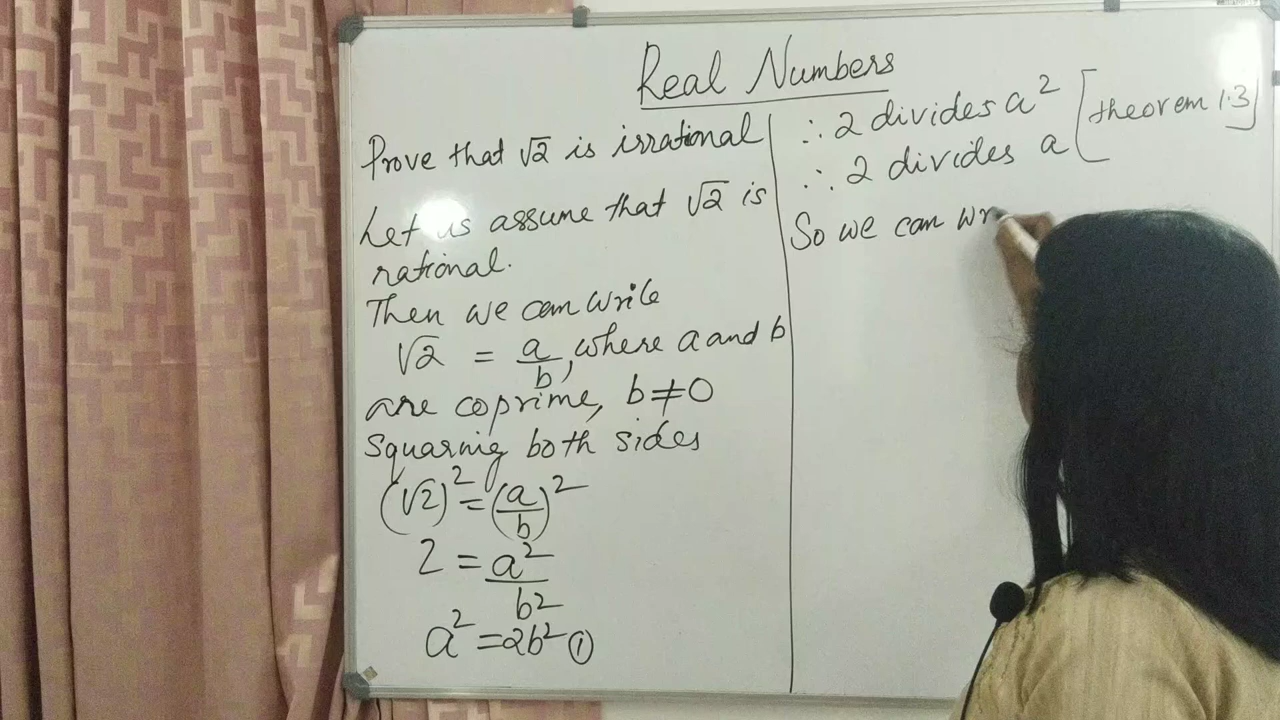 Real Numbers
Prove that √2 is irrational
Let us assume that √2 is
rational.
Then we can write
√2 = a/b, where a and b
are coprime, b ≠ 0
Squaring both sides
(√2)² = (a/b)²
2 = a²/b²
a² = 2b² ①
∴ 2 divides a² [theorem 1.3]
∴ 2 divides a
So we can wr